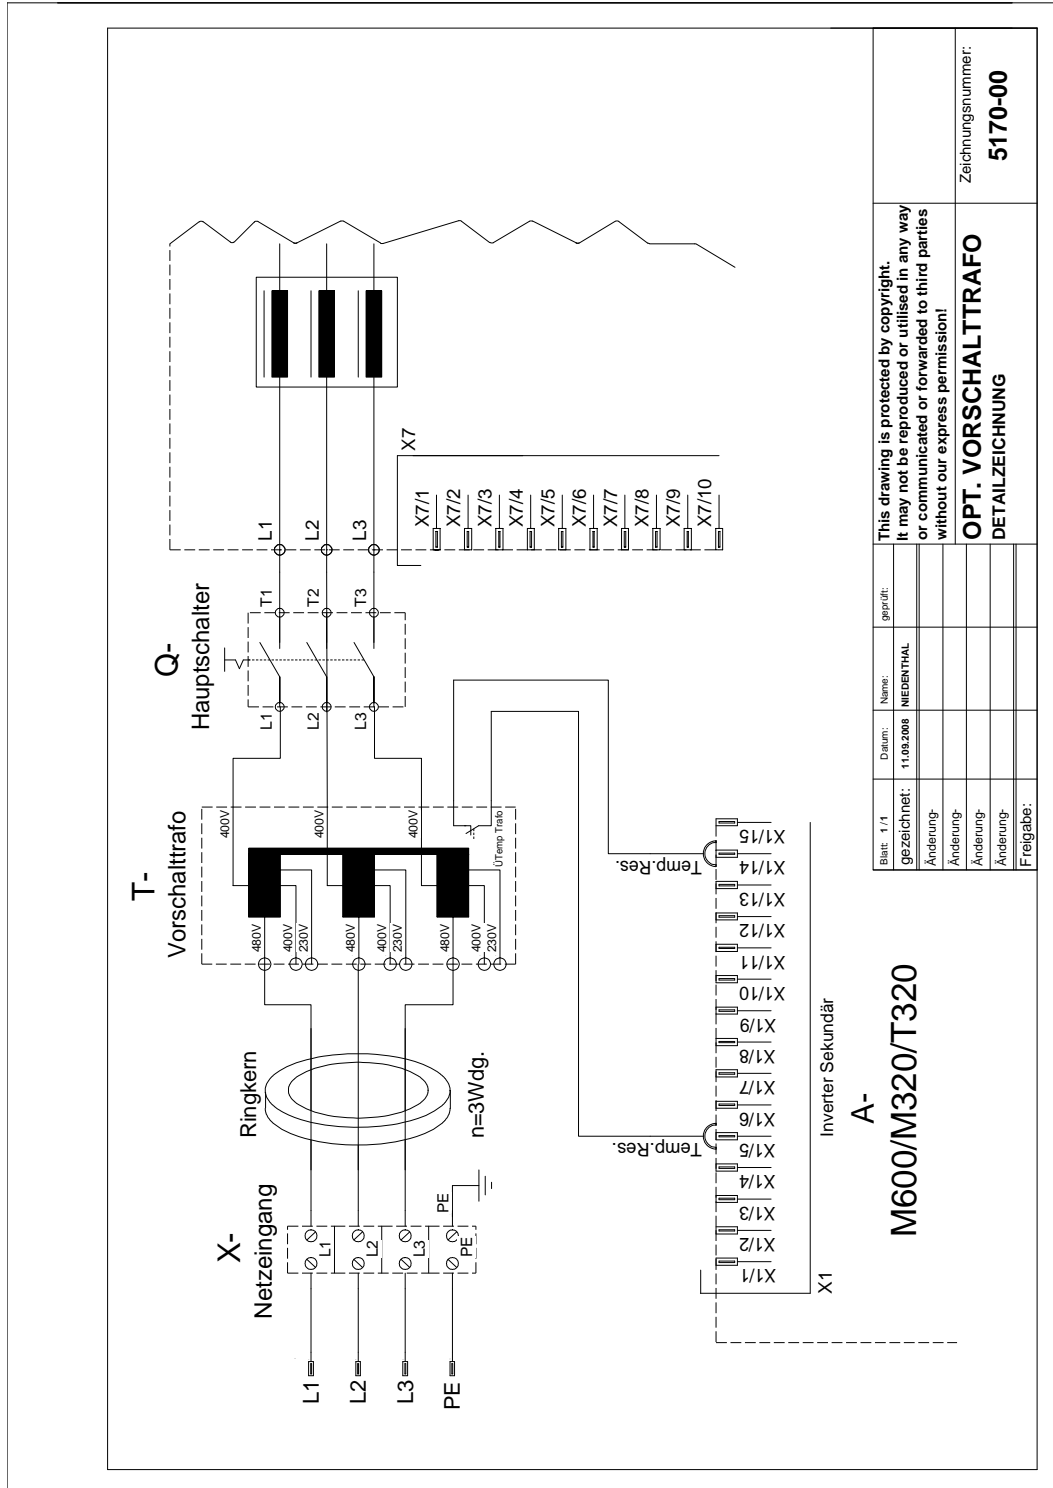 X-
Netzeingang
L1
L2
L3
PE
L1
L2
L3
PE
PE
Ringkern
n=3Wdg.
T-
Vorschalttrafo
480V
400V
230V
480V
400V
230V
480V
400V
230V
400V
400V
400V
ÜTemp Trafo
Q-
Hauptschalter
L1
L2
L3
T1
T2
T3
L1
L2
L3
X7
X7/1
X7/2
X7/3
X7/4
X7/5
X7/6
X7/7
X7/8
X7/9
X7/10
Temp.Res.
Temp.Res.
X1/1
X1/2
X1/3
X1/4
X1/5
X1/6
X1/7
X1/8
X1/9
X1/10
X1/11
X1/12
X1/13
X1/14
X1/15
X1
Inverter Sekundär
A-
M600/M320/T320
Blatt: 1/1
Datum:
Name:
geprüft:
gezeichnet:
11.09.2008
NIEDENTHAL
Änderung-
Änderung-
Änderung-
Änderung-
Freigabe:
This drawing is protected by copyright.
It may not be reproduced or utilised in any way
or communicated or forwarded to third parties
without our express permission!
OPT. VORSCHALTTRAFO
DETAILZEICHNUNG
Zeichnungsnummer:
5170-00